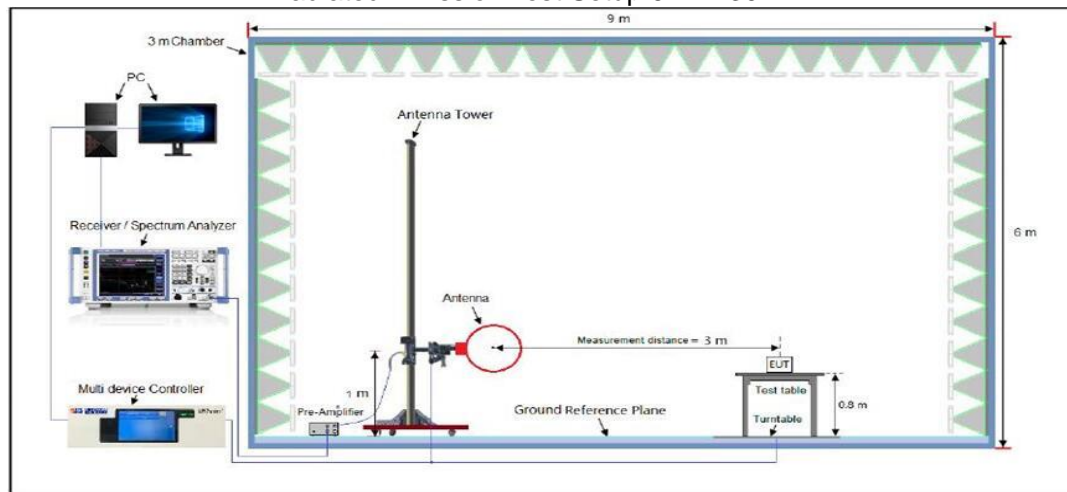 9 m
3 m Chamber
PC
Antenna Tower
Receiver / Spectrum Analyzer
6 m
Antenna
Measurement distance = 3 m
EUT
Multi device Controller
1 m
Test table
0.8 m
Pre-Amplifier
Ground Reference Plane
Turntable